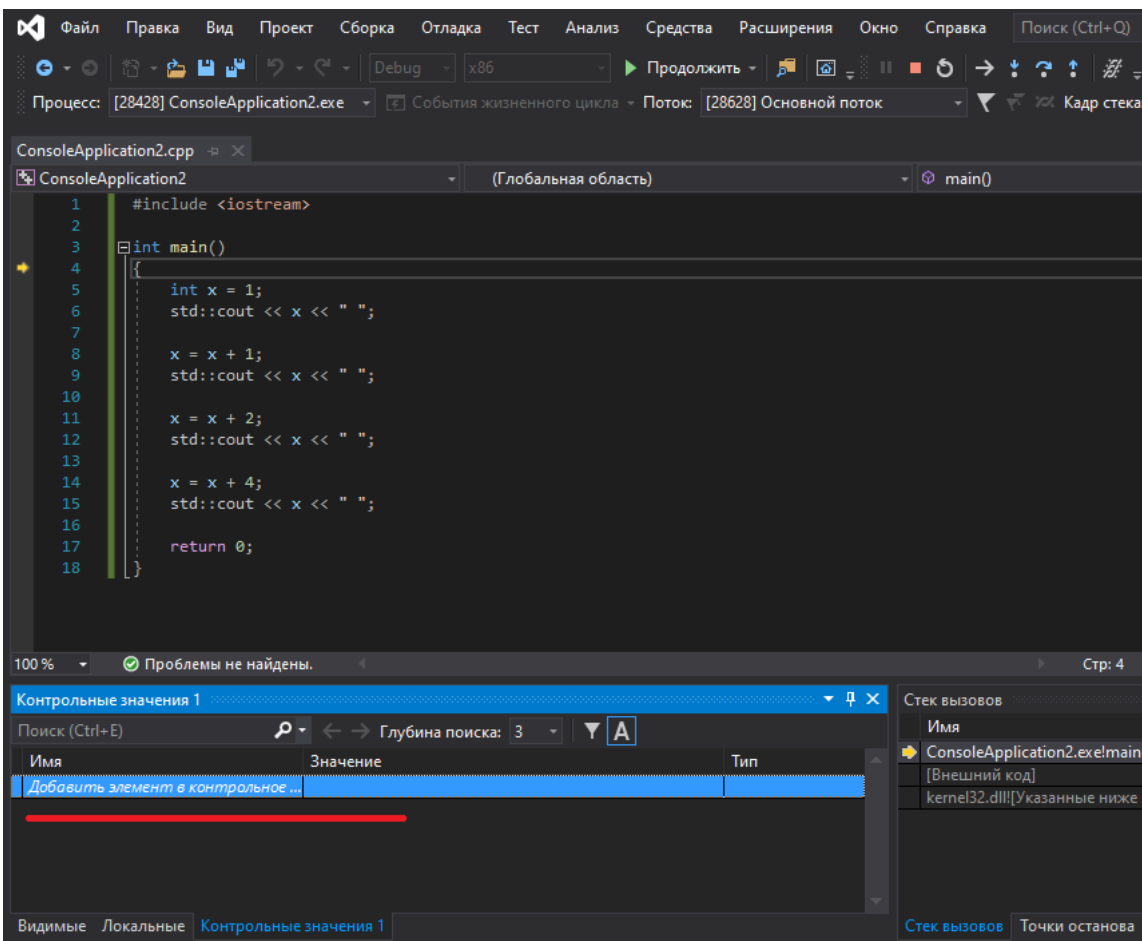 Файл Правка Вид Проект Сборка Отладка Тест Анализ Средства Расширения Окно Справка Поиск (Ctrl+Q)
Debug x86 Продолжить
Процесс: [28428] ConsoleApplication2.exe События жизненного цикла Поток: [28628] Основной поток Кадр стека
ConsoleApplication2.cpp
ConsoleApplication2 (Глобальная область) main()
1 #include <iostream>
2
3 int main()
4 {
5 int x = 1;
6 std::cout << x << " ";
7
8 x = x + 1;
9 std::cout << x << " ";
10
11 x = x + 2;
12 std::cout << x << " ";
13
14 x = x + 4;
15 std::cout << x << " ";
16
17 return 0;
18 }
100 % Проблемы не найдены. Стр: 4
Контрольные значения 1 Стек вызовов
Поиск (Ctrl+E) Глубина поиска: 3 A Имя
Имя Значение Тип ConsoleApplication2.exe!main
Добавить элемент в контрольное ... [Внешний код]
kernel32.dll![Указанные ниже
Видимые Локальные Контрольные значения 1 Стек вызовов Точки останова